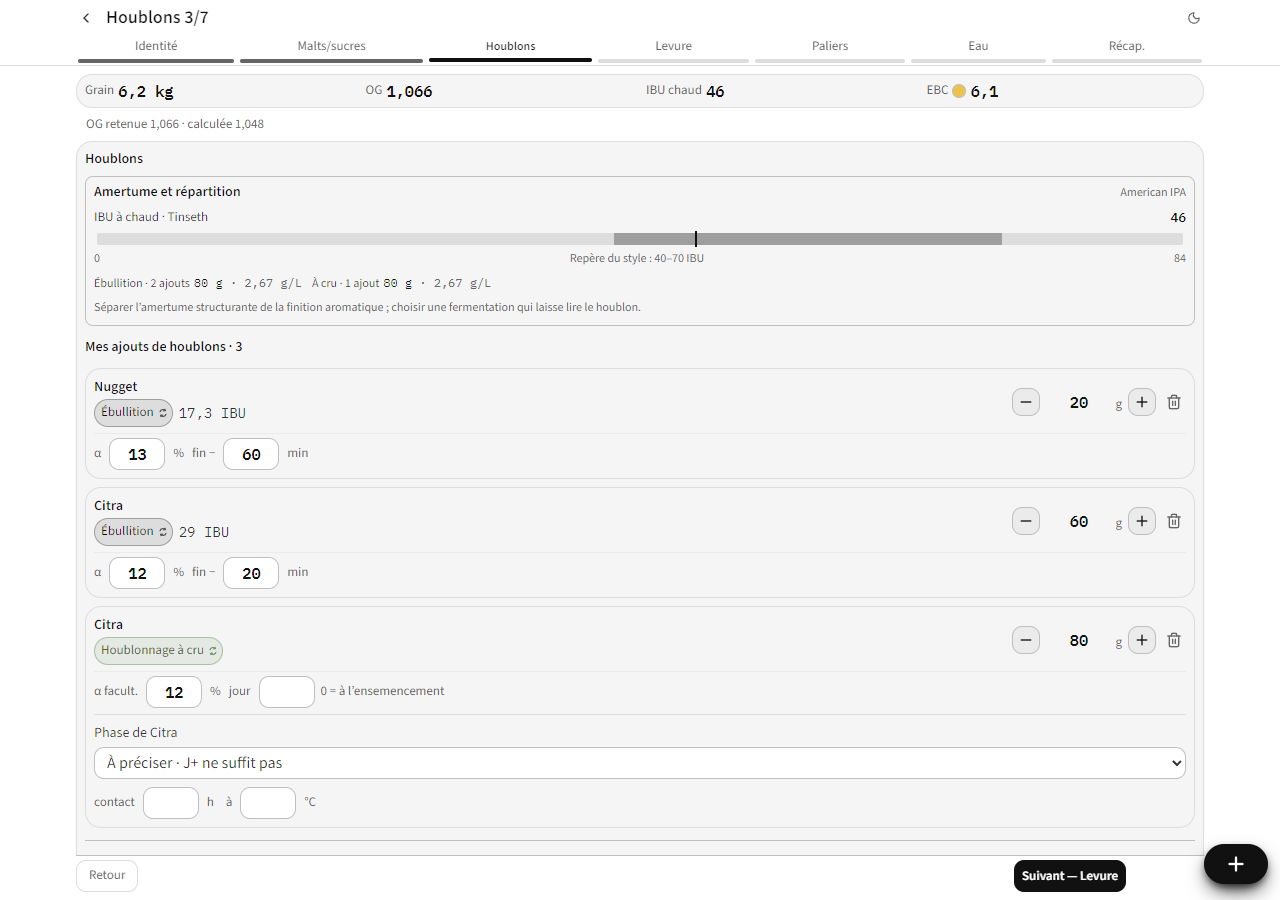 Houblons 3/7
Identité Malts/sucres Houblons Levure Paliers Eau Récap.
Grain 6,2 kg OG 1,066 IBU chaud 46 EBC 6,1
OG retenue 1,066 · calculée 1,048
Houblons
Amertume et répartition American IPA
IBU à chaud · Tinseth 46
0 Repère du style : 40–70 IBU 84
Ébullition · 2 ajouts 80 g · 2,67 g/L À cru · 1 ajout 80 g · 2,67 g/L
Séparer l’amertume structurante de la finition aromatique ; choisir une fermentation qui laisse lire le houblon.
Mes ajouts de houblons · 3
Nugget
Ébullition 17,3 IBU − 20 g +
α 13 % fin − 60 min
Citra
Ébullition 29 IBU − 60 g +
α 12 % fin − 20 min
Citra
Houblonnage à cru − 80 g +
α facult. 12 % jour 0 = à l’ensemencement
Phase de Citra
À préciser · J+ ne suffit pas
contact h à °C
Retour Suivant — Levure +